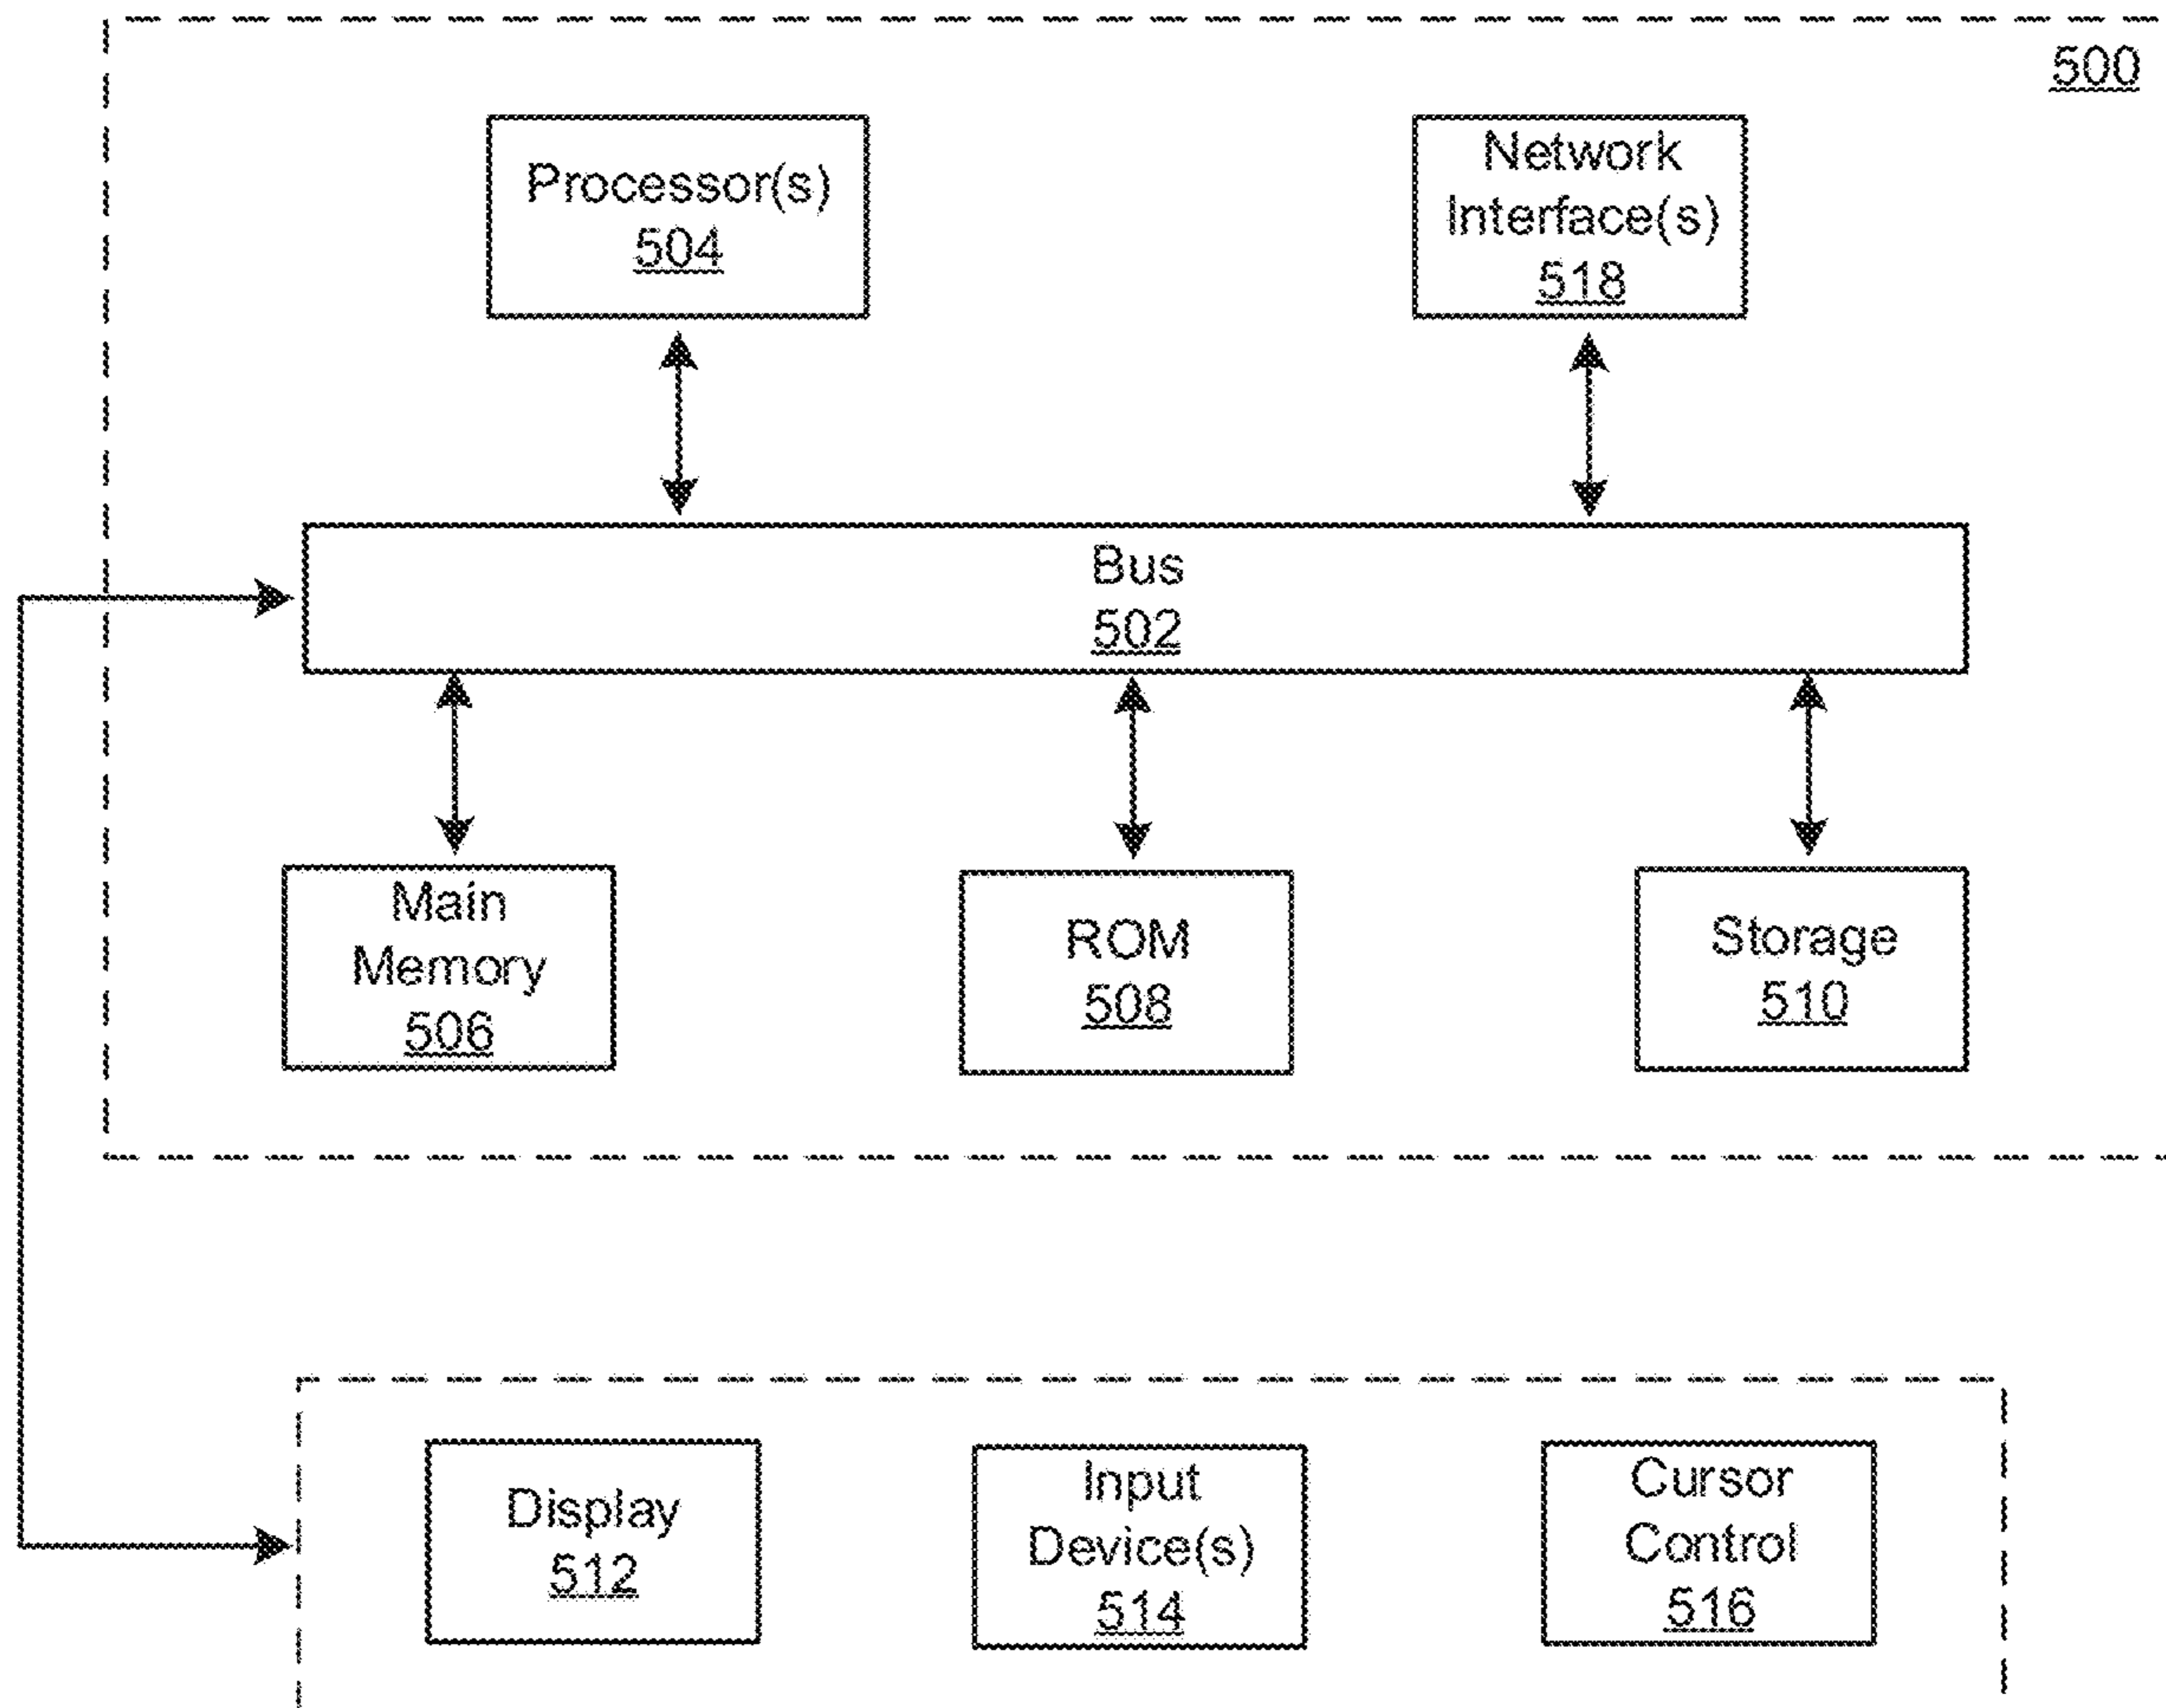 500
Processor(s)
504
Network
Interface(s)
518
Bus
502
Main
Memory
506
ROM
508
Storage
510
Display
512
Input
Device(s)
514
Cursor
Control
516